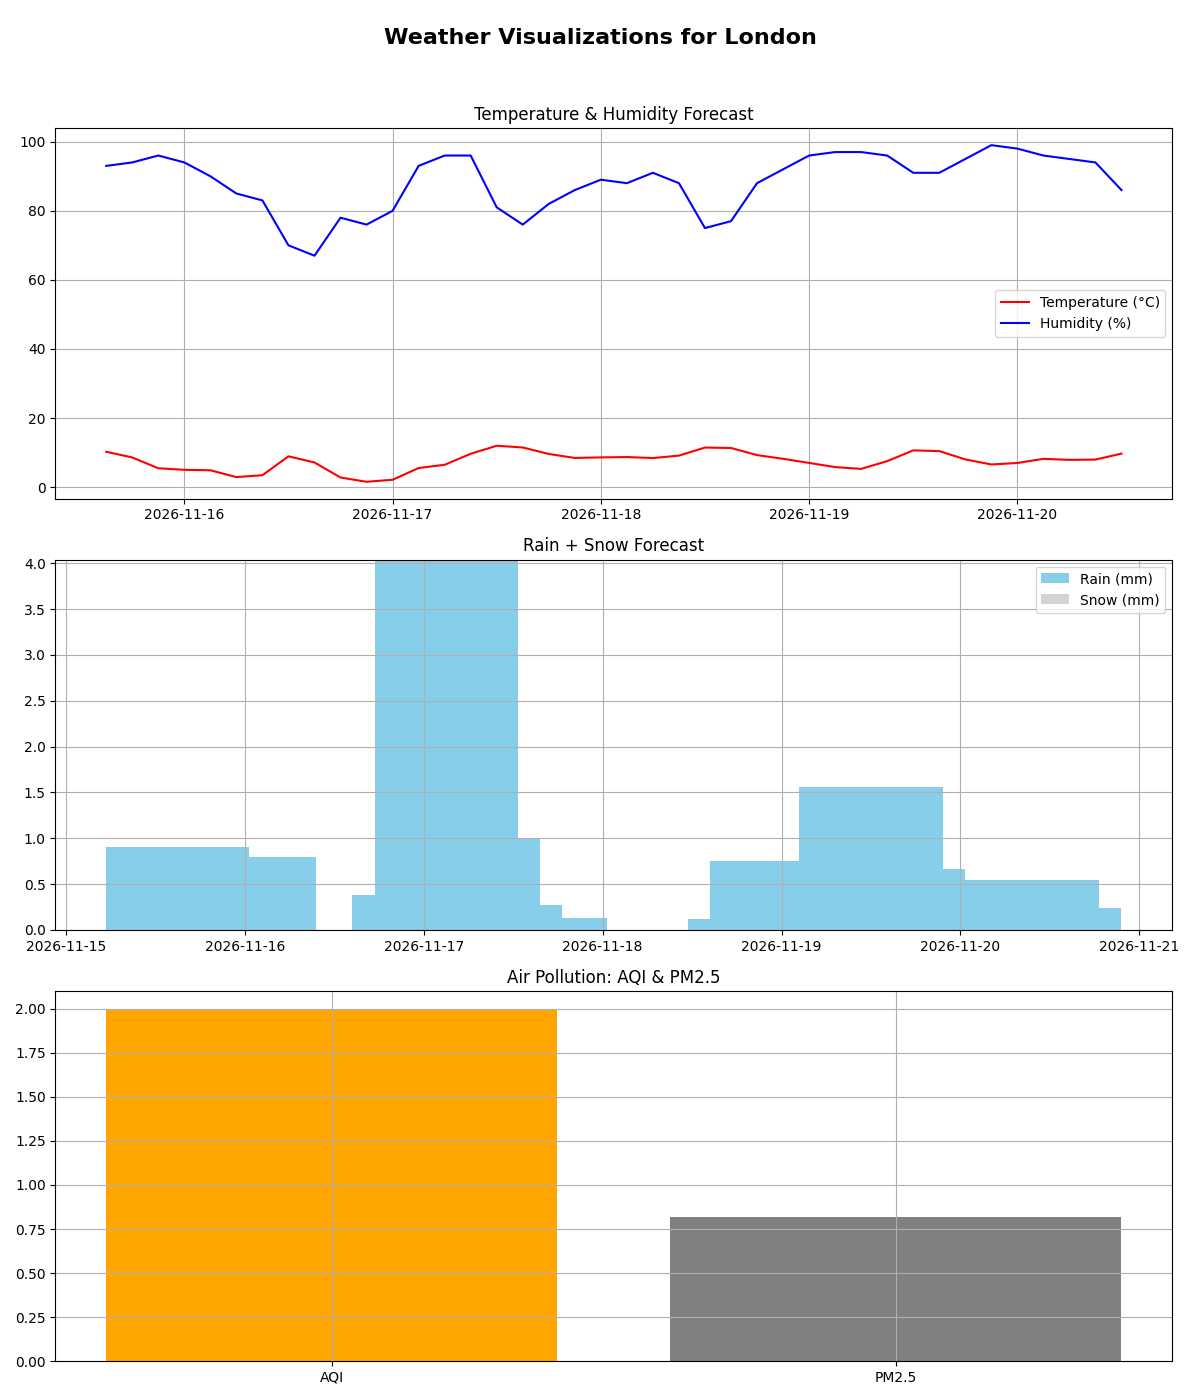 Weather Visualizations for London
Temperature & Humidity Forecast
100
80
60
40
20
0
Temperature (°C)
Humidity (%)
2026-11-16 2026-11-17 2026-11-18 2026-11-19 2026-11-20
Rain + Snow Forecast
4.0
3.5
3.0
2.5
2.0
1.5
1.0
0.5
0.0
Rain (mm)
Snow (mm)
2026-11-15 2026-11-16 2026-11-17 2026-11-18 2026-11-19 2026-11-20 2026-11-21
Air Pollution: AQI & PM2.5
2.00
1.75
1.50
1.25
1.00
0.75
0.50
0.25
0.00
AQI PM2.5